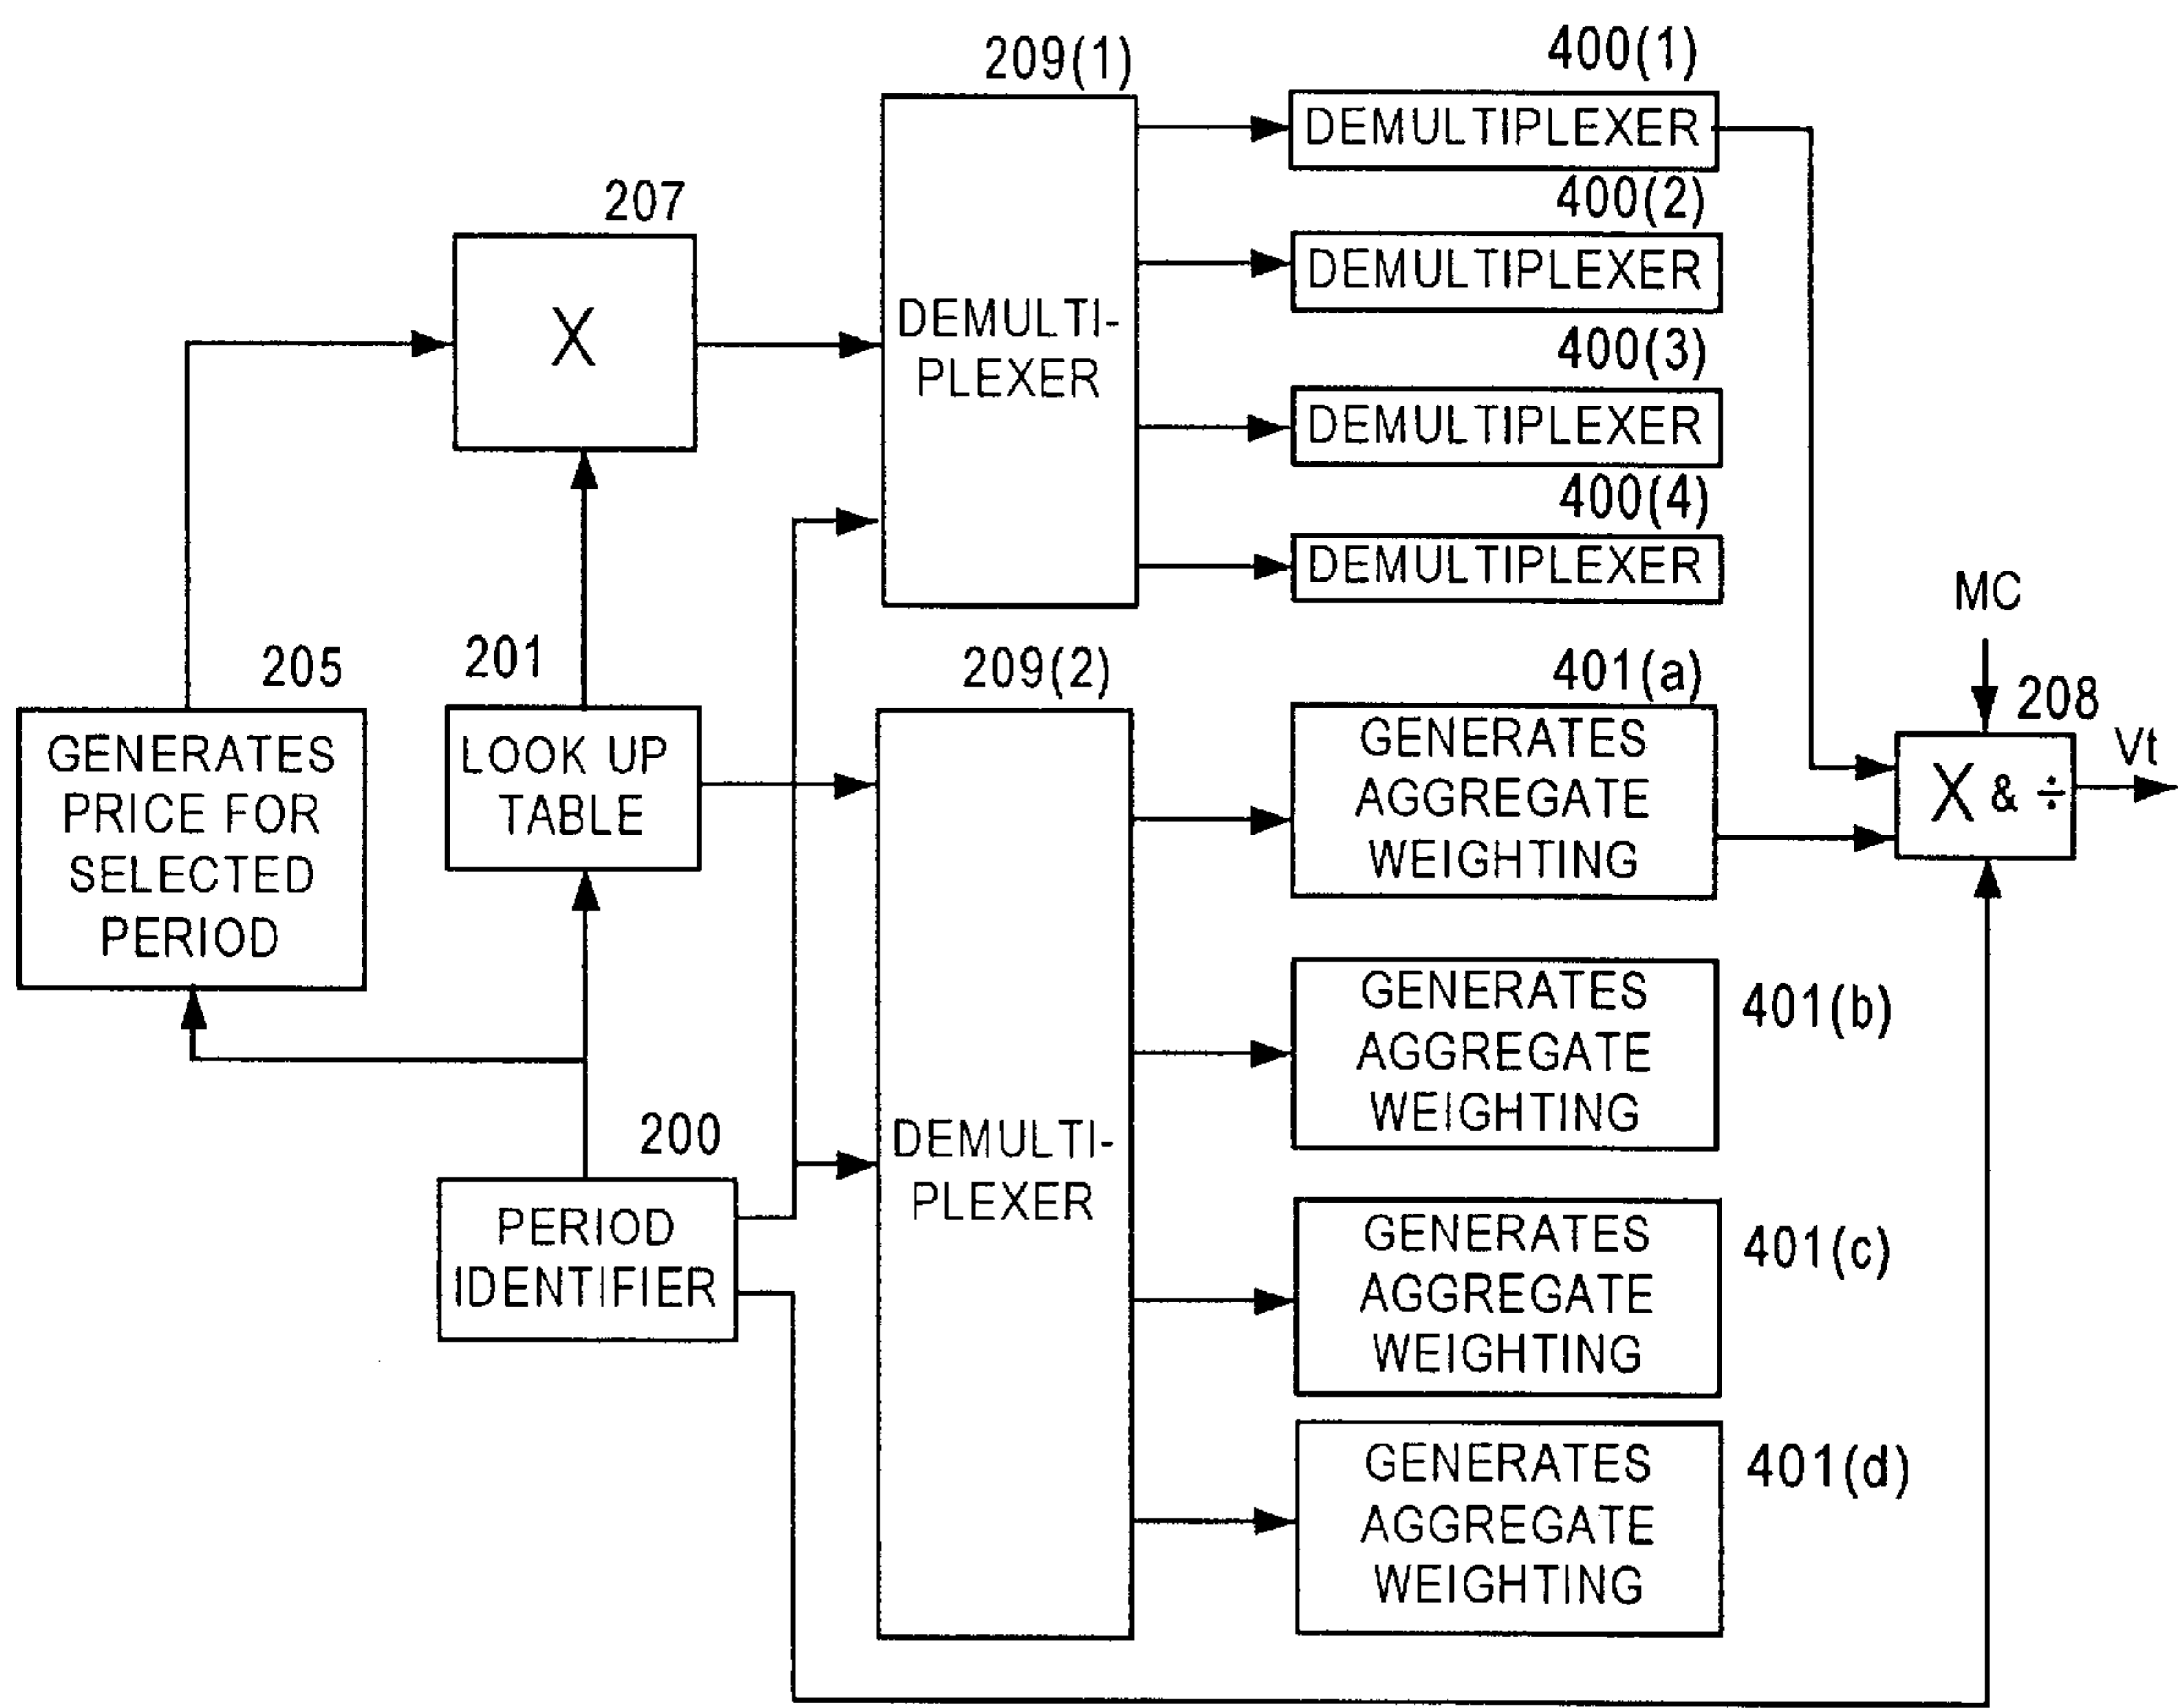 209(1)
400(1)
DEMULTIPLEXER
207
400(2)
DEMULTIPLEXER
X
DEMULTI-
PLEXER
400(3)
DEMULTIPLEXER
400(4)
DEMULTIPLEXER
MC
205
201
209(2)
401(a)
208
GENERATES
PRICE FOR
SELECTED
PERIOD
LOOK UP
TABLE
GENERATES
AGGREGATE
WEIGHTING
X & ÷
Vt
GENERATES
AGGREGATE
WEIGHTING
401(b)
200
DEMULTI-
PLEXER
PERIOD
IDENTIFIER
GENERATES
AGGREGATE
WEIGHTING
401(c)
GENERATES
AGGREGATE
WEIGHTING
401(d)